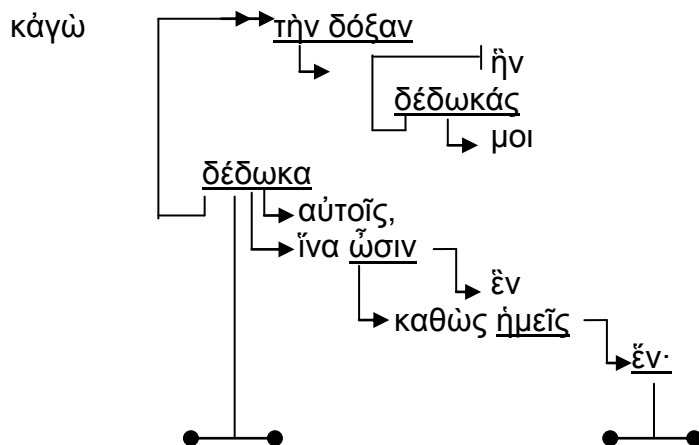 κἀγὼ τὴν δόξαν
ἣν
δέδωκάς
μοι
δέδωκα
αὐτοῖς,
ἵνα ὦσιν
ἓν
καθὼς ἡμεῖς
ἕν·